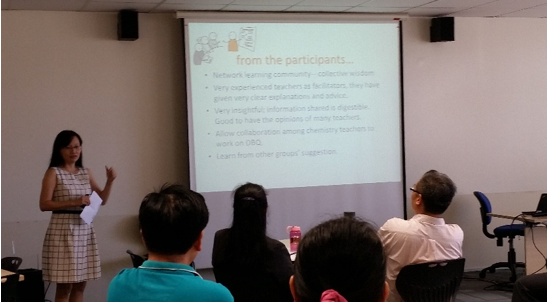 from the participants...
• Network learning community - collective wisdom
• Very experienced teachers as facilitators, they have
given very clear explanations and advice.
• Very insightful, information shared is digestible.
Good to have the opinions of many teachers.
• Allow collaboration among chemistry teachers to
work on DBQ.
• Learn from other groups' suggestion.